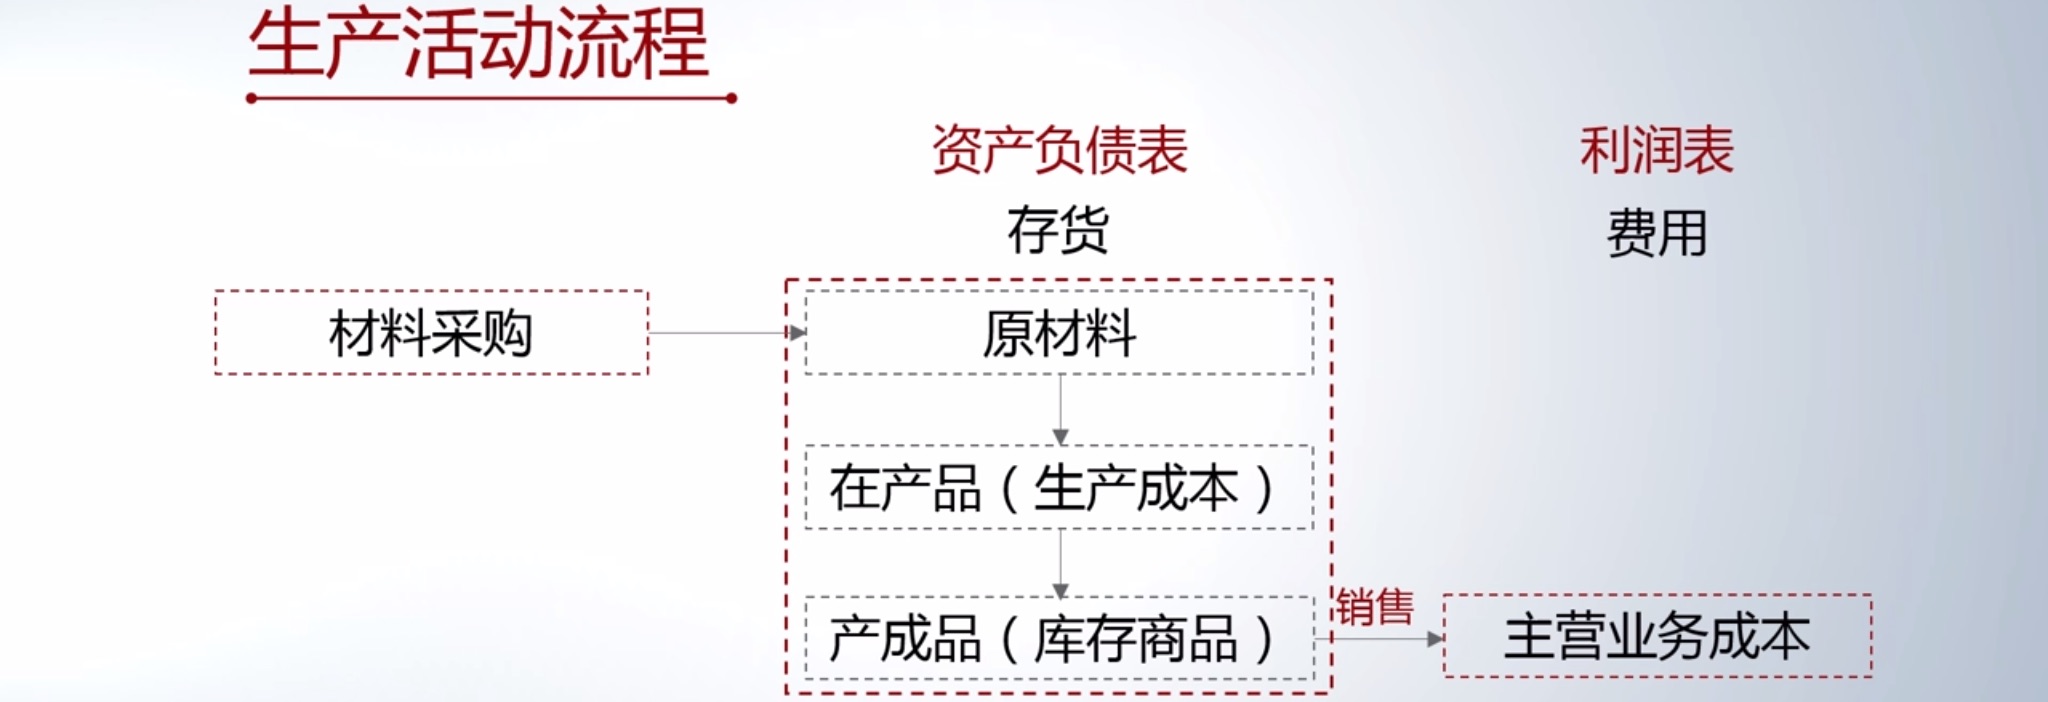 生产活动流程
资产负债表
利润表
存货
费用
材料采购
原材料
在产品（生产成本）
产成品（库存商品）
销售
主营业务成本